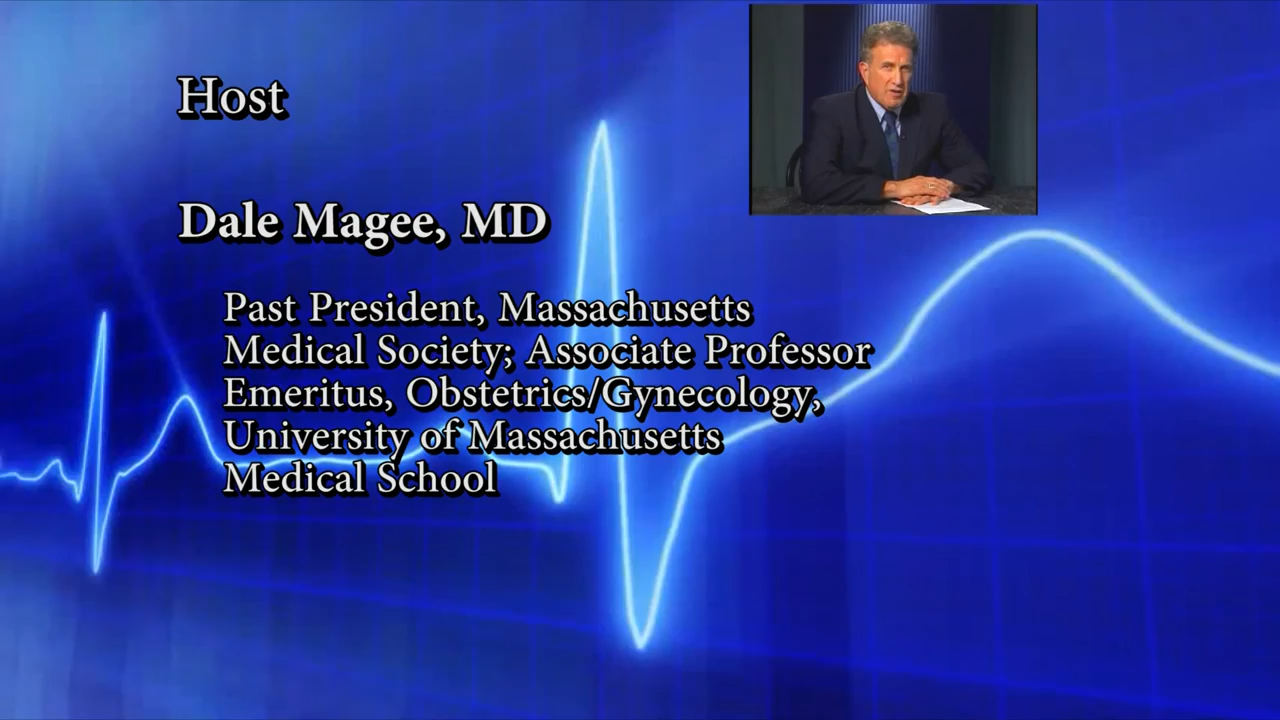 Host
Dale Magee, MD
Past President, Massachusetts
Medical Society; Associate Professor
Emeritus, Obstetrics/Gynecology,
University of Massachusetts
Medical School